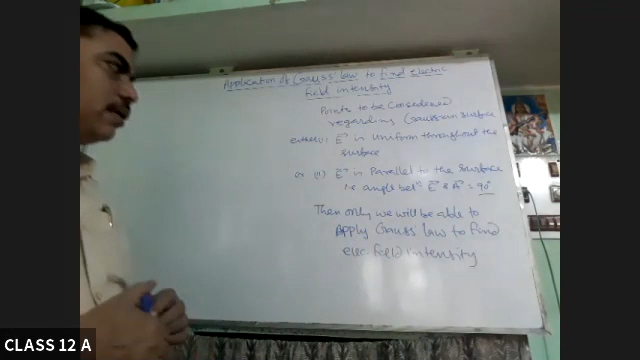 Application of Gauss' law to find electric
field intensity
Points to be Considered
regarding Gaussian surface
either (i) E→ is uniform throughout the
surface
or (ii) E→ is Parallel to the surface
i.e angle betn E→ & = 90°
Then only we will be able to
Apply Gauss' law to find
elec. field intensity
CLASS 12 A